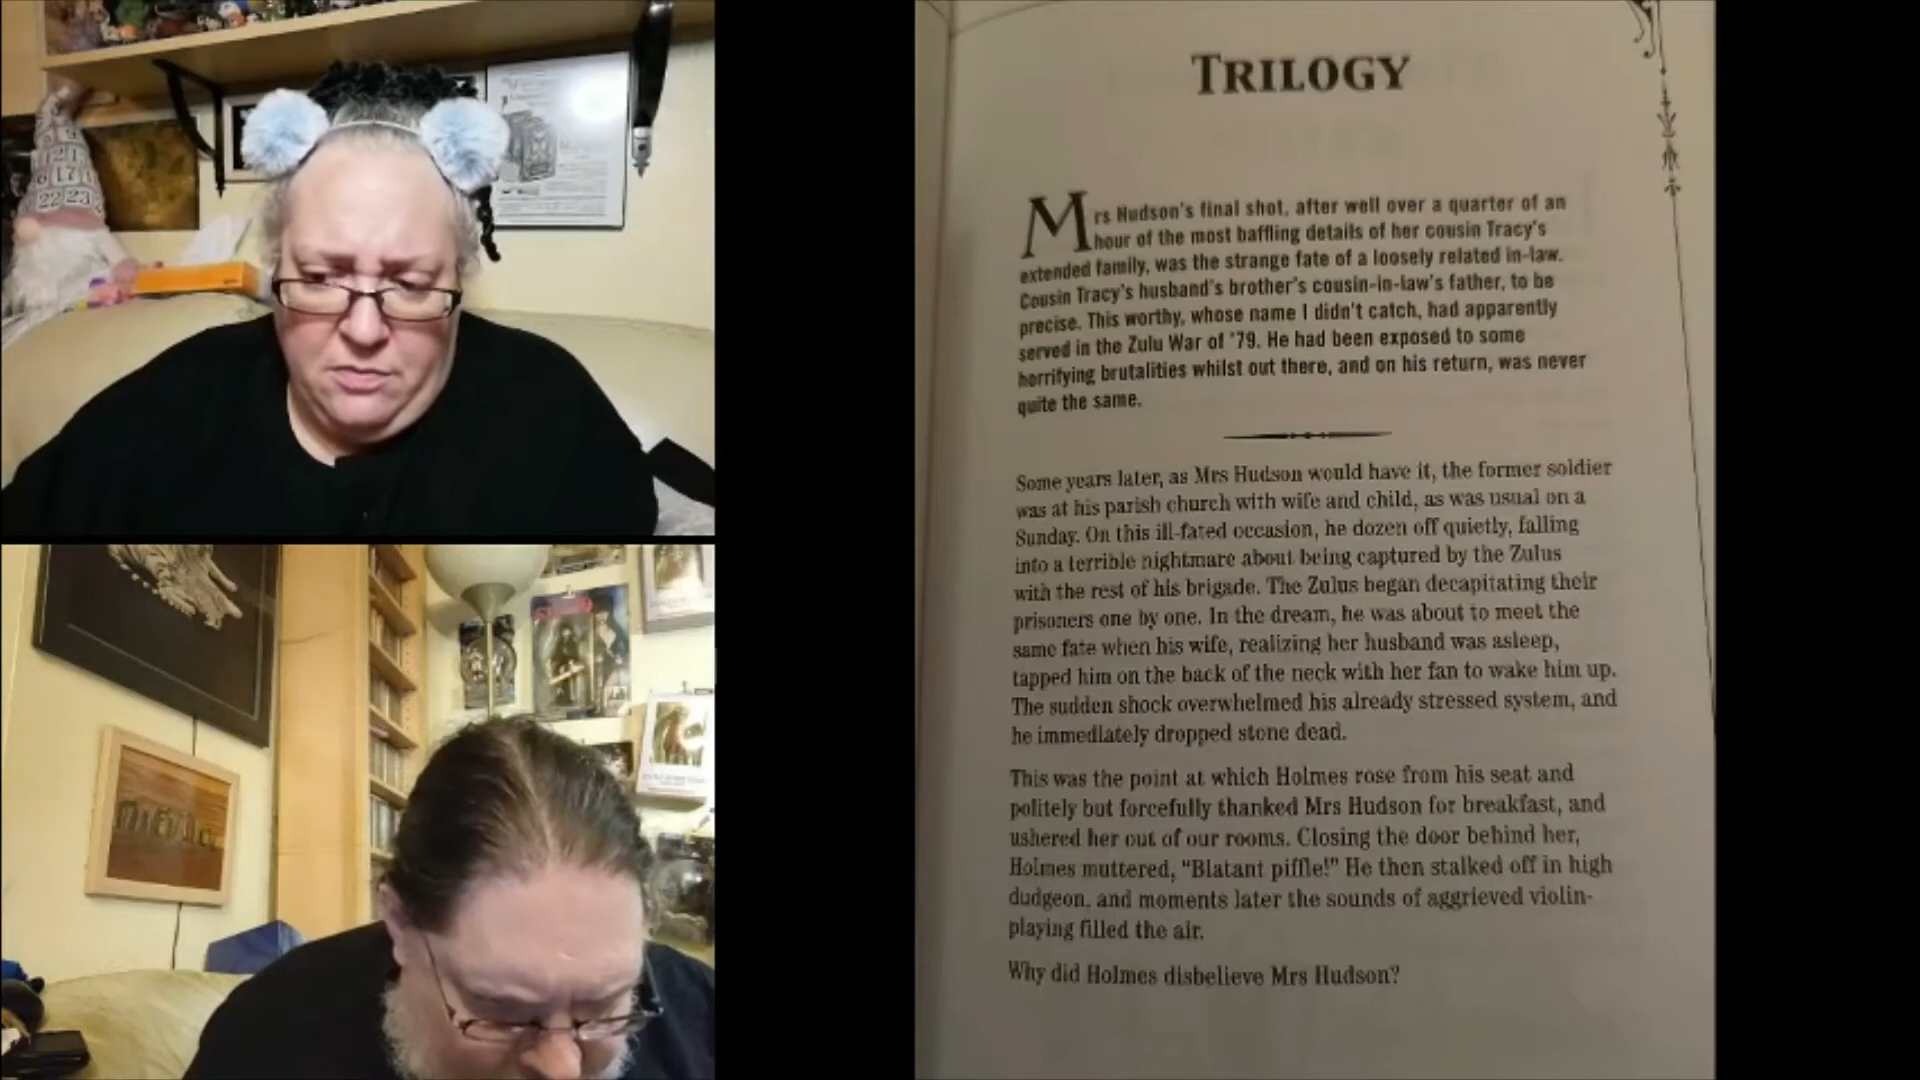 TRILOGY
Mrs Hudson's final shot, after well over a quarter of an
hour of the most baffling details of her cousin Tracy's
extended family, was the strange fate of a loosely related in-law.
Cousin Tracy's husband's brother's cousin-in-law's father, to be
precise. This worthy, whose name I didn't catch, had apparently
served in the Zulu War of '79. He had been exposed to some
horrifying brutalities whilst out there, and on his return, was never
quite the same.
Some years later, as Mrs Hudson would have it, the former soldier
was at his parish church with wife and child, as was usual on a
Sunday. On this ill-fated occasion, he dozen off quietly, falling
into a terrible nightmare about being captured by the Zulus
with the rest of his brigade. The Zulus began decapitating their
prisoners one by one. In the dream, he was about to meet the
same fate when his wife, realizing her husband was asleep,
tapped him on the back of the neck with her fan to wake him up.
The sudden shock overwhelmed his already stressed system, and
he immediately dropped stone dead.
This was the point at which Holmes rose from his seat and
politely but forcefully thanked Mrs Hudson for breakfast, and
ushered her out of our rooms. Closing the door behind her,
Holmes muttered, "Blatant piffle!" He then stalked off in high
dudgeon, and moments later the sounds of aggrieved violin-
playing filled the air.
Why did Holmes disbelieve Mrs Hudson?
17
22 23